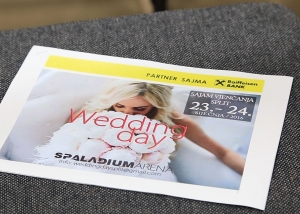 PARTNER SAJMA
Raiffeisen
BANK
SAJAM VJENČANJA
SPLIT
23.-24.
SIJEČNJA / 2016
Wedding
day
SPALADIUM ARENA